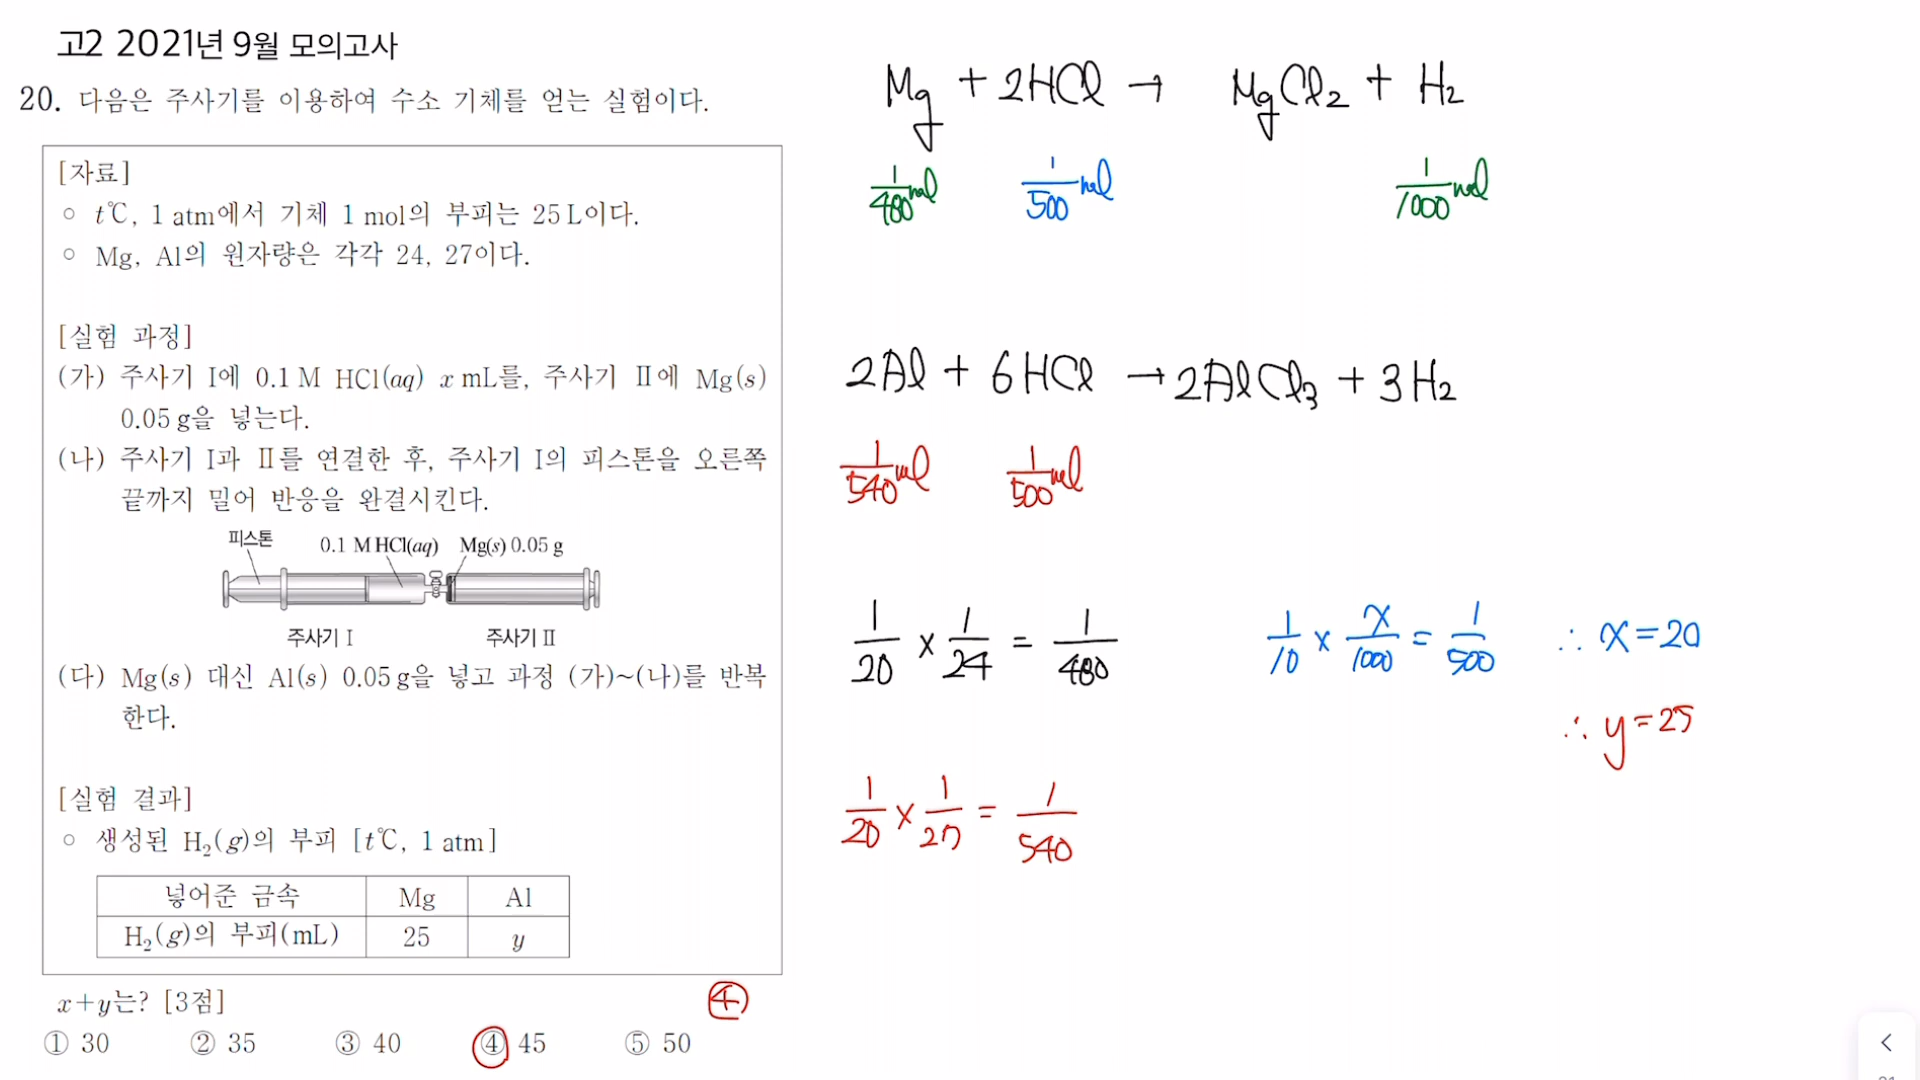 고2 2021년 9월 모의고사
20. 다음은 주사기를 이용하여 수소 기체를 얻는 실험이다.
[자료]
○ t℃, 1 atm에서 기체 1 mol의 부피는 25 L이다.
○ Mg, Al의 원자량은 각각 24, 27이다.
[실험 과정]
(가) 주사기 Ⅰ에 0.1 M HCl(aq) x mL를, 주사기 Ⅱ에 Mg(s)
0.05 g을 넣는다.
(나) 주사기 Ⅰ과 Ⅱ를 연결한 후, 주사기 Ⅰ의 피스톤을 오른쪽
끝까지 밀어 반응을 완결시킨다.
피스톤 0.1 M HCl(aq) Mg(s) 0.05 g
주사기 Ⅰ 주사기 Ⅱ
(다) Mg(s) 대신 Al(s) 0.05 g을 넣고 과정 (가)~(나)를 반복
한다.
[실험 결과]
○ 생성된 H₂(g)의 부피 [t℃, 1 atm]
넣어준 금속 Mg Al
H₂(g)의 부피(mL) 25 y
x+y는? [3점] ④
① 30 ② 35 ③ 40 ④ 45 ⑤ 50
Mg + 2HCl → MgCl₂ + H₂
1/480 mol 1/500 mol 1/1000 mol
2Al + 6HCl → 2AlCl₃ + 3H₂
1/540 mol 1/500 mol
1/20 × 1/24 = 1/480
1/10 × x/1000 = 1/500 ∴ x=20
∴ y=25
1/20 × 1/27 = 1/540